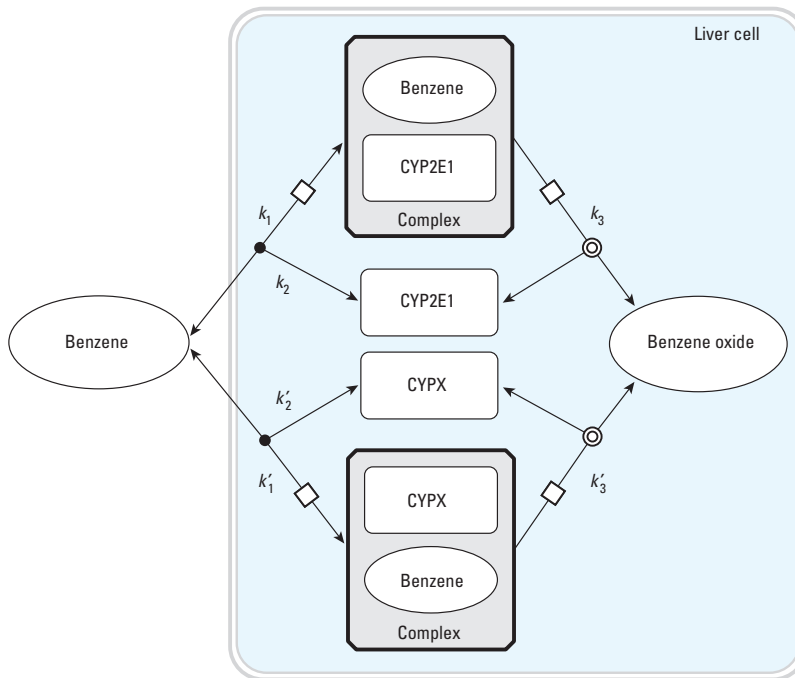 Liver cell
Benzene
CYP2E1
Complex
k1
k3
k2
CYP2E1
Benzene
Benzene oxide
CYPX
k′2
k′1
k′3
CYPX
Benzene
Complex